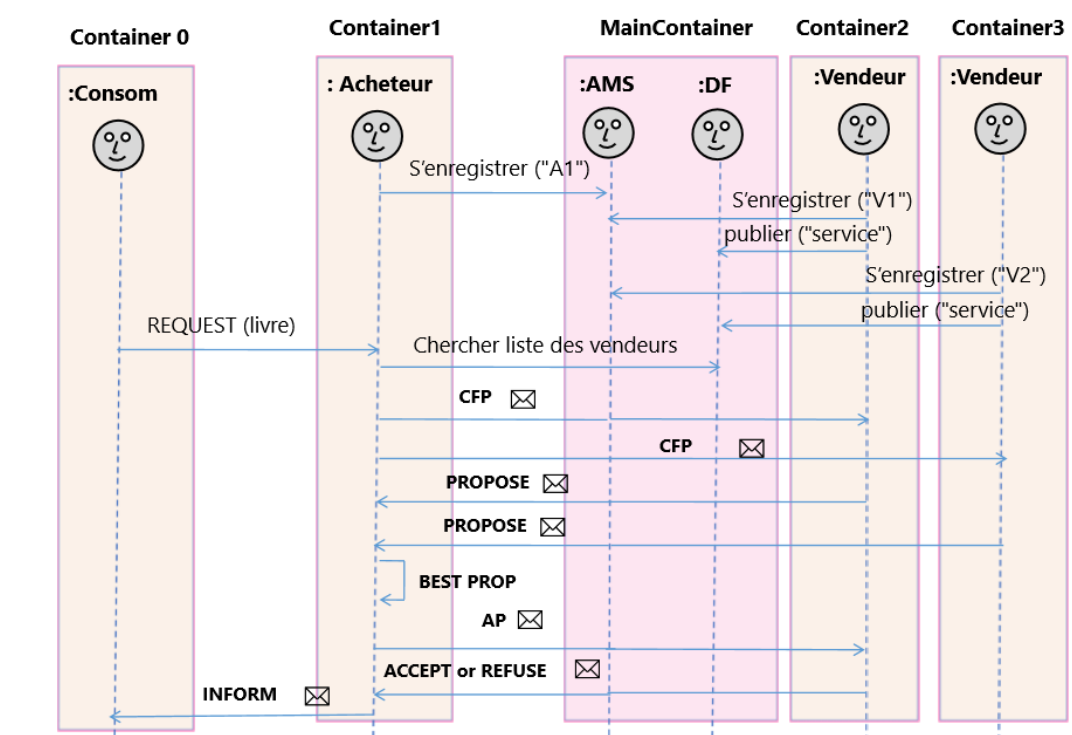 Container 0
Container1
MainContainer
Container2
Container3
:Consom
: Acheteur
:AMS
:DF
:Vendeur
:Vendeur
S'enregistrer ("A1")
S'enregistrer ("V1")
publier ("service")
S'enregistrer ("V2")
publier ("service")
REQUEST (livre)
Chercher liste des vendeurs
CFP
CFP
PROPOSE
PROPOSE
BEST PROP
AP
ACCEPT or REFUSE
INFORM